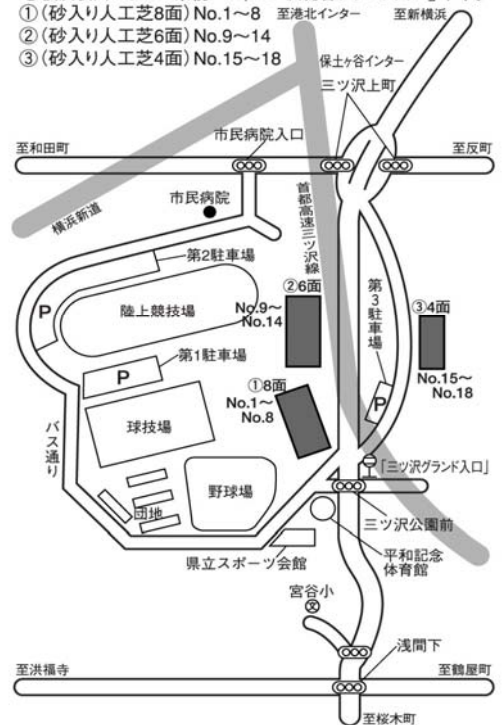 ①(砂入り人工芝8面)No.1〜8
②(砂入り人工芝6面)No.9〜14
③(砂入り人工芝4面)No.15〜18
至港北インター
至新横浜
保土ヶ谷インター
三ツ沢上町
市民病院入口
至和田町
至反町
市民病院
横浜新道
首都高速三ツ沢線
第2駐車場
②6面
No.9〜
No.14
陸上競技場
P
第3駐車場
③4面
第1駐車場
P
①8面
No.1〜
No.8
P
No.15〜
No.18
球技場
バス通り
「三ツ沢グランド入口」
野球場
団地
三ツ沢公園前
県立スポーツ会館
平和記念
体育館
宮谷小
文
浅間下
至洪福寺
至鶴屋町
至桜木町